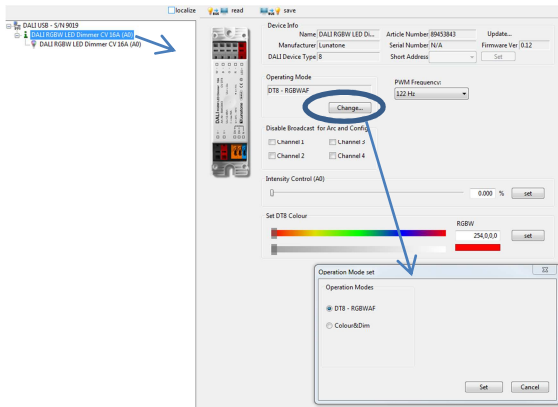 localize
read
save
DALI USB - S/N 9019
DALI RGBW LED Dimmer CV 16A (A0)
DALI RGBW LED Dimmer CV 16A (A0)
Device Info
Name DALI RGBW LED Di... Article Number 89453843 Update...
Manufacturer Lunatone Serial Number N/A Firmware Ver 0.12
DALI Device Type 8 Short Address Set
Operating Mode
DT8 - RGBWAF
Change...
PWM Frequency:
122 Hz
Disable Broadcast for Arc and Config
Channel 1 Channel 3
Channel 2 Channel 4
Intensity Control (A0)
0.000 % set
Set DT8 Colour
RGBW
254,0,0,0 set
Operation Mode set
Operation Modes
DT8 - RGBWAF
Colour&Dim
Set Cancel